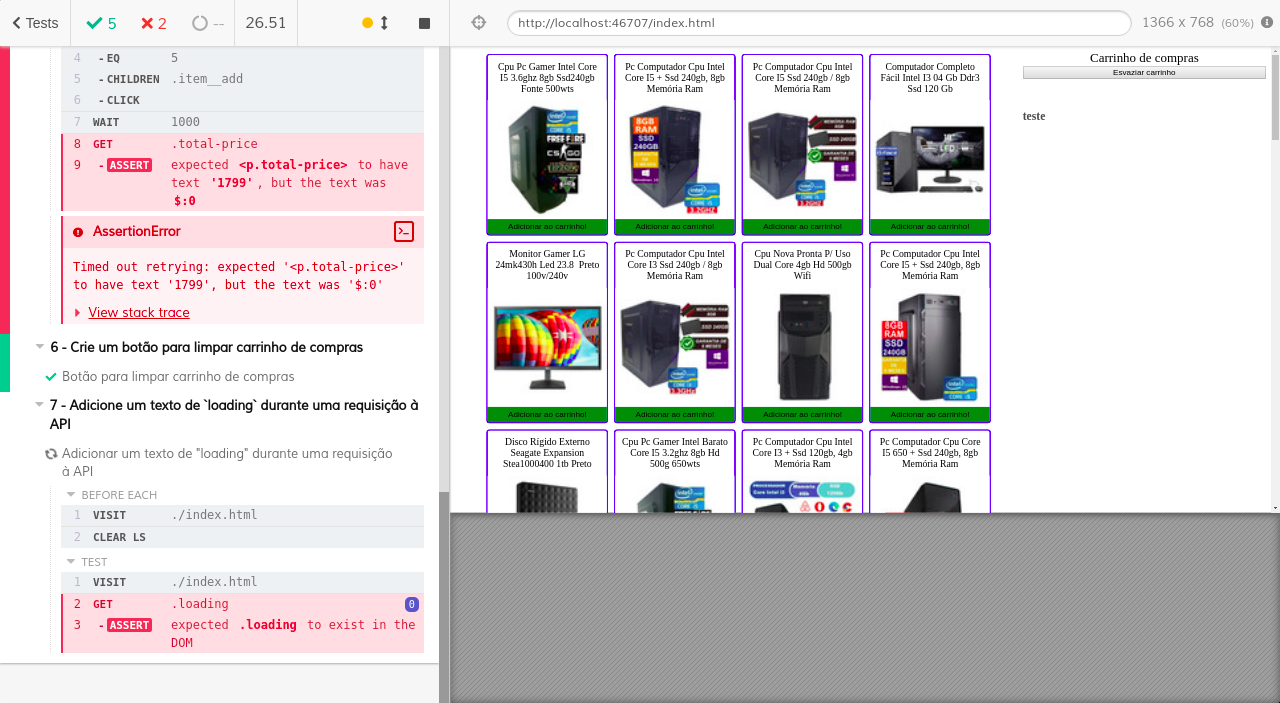 Tests
5
2
--
26.51
http://localhost:46707/index.html
1366 x 768 (60%)
4 - EQ 5
5 - CHILDREN .item__add
6 - CLICK
7 WAIT 1000
8 GET .total-price
9 - ASSERT expected <p.total-price> to have
text '1799', but the text was
$:0
AssertionError
Timed out retrying: expected '<p.total-price>'
to have text '1799', but the text was '$:0'
View stack trace
6 - Crie um botão para limpar carrinho de compras
Botão para limpar carrinho de compras
7 - Adicione um texto de `loading` durante uma requisição à
API
Adicionar um texto de "loading" durante uma requisição
à API
BEFORE EACH
1 VISIT ./index.html
2 CLEAR LS
TEST
1 VISIT ./index.html
2 GET .loading 0
3 - ASSERT expected .loading to exist in the
DOM
Cpu Pc Gamer Intel Core
I5 3.6ghz 8gb Ssd240gb
Fonte 500wts
Adicionar ao carrinho!
Pc Computador Cpu Intel
Core I5 + Ssd 240gb, 8gb
Memória Ram
8GB
RAM
SSD
240GB
Adicionar ao carrinho!
Pc Computador Cpu Intel
Core I5 Ssd 240gb / 8gb
Memória Ram
Adicionar ao carrinho!
Computador Completo
Fácil Intel I3 04 Gb Ddr3
Ssd 120 Gb
Adicionar ao carrinho!
Monitor Gamer LG
24mk430h Led 23.8 Preto
100v/240v
Adicionar ao carrinho!
Pc Computador Cpu Intel
Core I3 Ssd 240gb / 8gb
Memória Ram
Adicionar ao carrinho!
Cpu Nova Pronta P/ Uso
Dual Core 4gb Hd 500gb
Wifi
Adicionar ao carrinho!
Pc Computador Cpu Intel
Core I5 + Ssd 240gb, 8gb
Memória Ram
8GB
RAM
SSD
240GB
Adicionar ao carrinho!
Disco Rígido Externo
Seagate Expansion
Stea1000400 1tb Preto
Cpu Pc Gamer Intel Barato
Core I5 3.2ghz 8gb Hd
500g 650wts
Pc Computador Cpu Intel
Core I3 + Ssd 120gb, 4gb
Memória Ram
Pc Computador Cpu Core
I5 650 + Ssd 240gb, 8gb
Memória Ram
Carrinho de compras
Esvaziar carrinho
teste